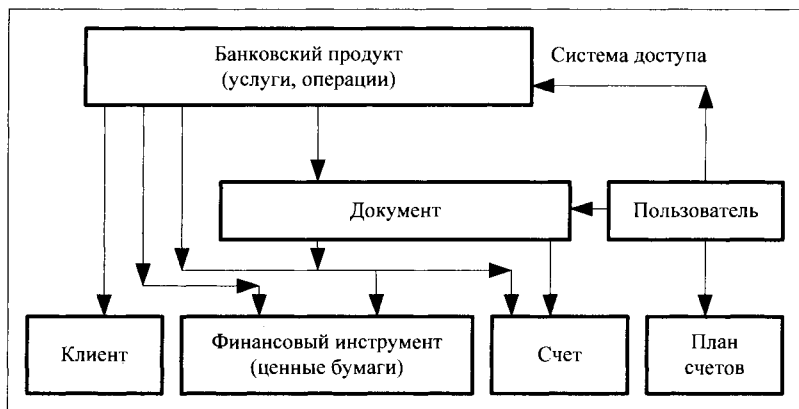 Банковский продукт
(услуги, операции)
Система доступа
Документ
Пользователь
Клиент
Финансовый инструмент
(ценные бумаги)
Счет
План
счетов